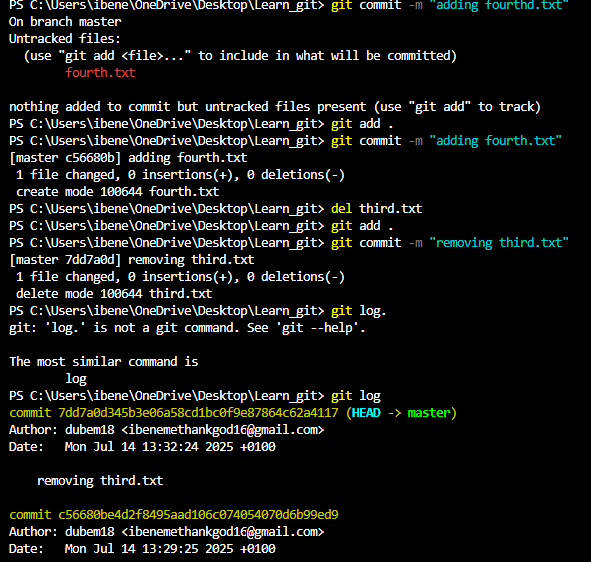 PS C:\Users\ibene\OneDrive\Desktop\Learn_git> git commit -m "adding fourthd.txt"
On branch master
Untracked files:
  (use "git add <file>..." to include in what will be committed)
        fourth.txt

nothing added to commit but untracked files present (use "git add" to track)
PS C:\Users\ibene\OneDrive\Desktop\Learn_git> git add .
PS C:\Users\ibene\OneDrive\Desktop\Learn_git> git commit -m "adding fourth.txt"
[master c56680b] adding fourth.txt
 1 file changed, 0 insertions(+), 0 deletions(-)
 create mode 100644 fourth.txt
PS C:\Users\ibene\OneDrive\Desktop\Learn_git> del third.txt
PS C:\Users\ibene\OneDrive\Desktop\Learn_git> git add .
PS C:\Users\ibene\OneDrive\Desktop\Learn_git> git commit -m "removing third.txt"
[master 7dd7a0d] removing third.txt
 1 file changed, 0 insertions(+), 0 deletions(-)
 delete mode 100644 third.txt
PS C:\Users\ibene\OneDrive\Desktop\Learn_git> git log.
git: 'log.' is not a git command. See 'git --help'.

The most similar command is
        log
PS C:\Users\ibene\OneDrive\Desktop\Learn_git> git log
commit 7dd7a0d345b3e06a58cd1bc0f9e87864c62a4117 (HEAD -> master)
Author: dubem18 <ibenemethankgod16@gmail.com>
Date:   Mon Jul 14 13:32:24 2025 +0100

    removing third.txt

commit c56680be4d2f8495aad106c074054070d6b99ed9
Author: dubem18 <ibenemethankgod16@gmail.com>
Date:   Mon Jul 14 13:29:25 2025 +0100